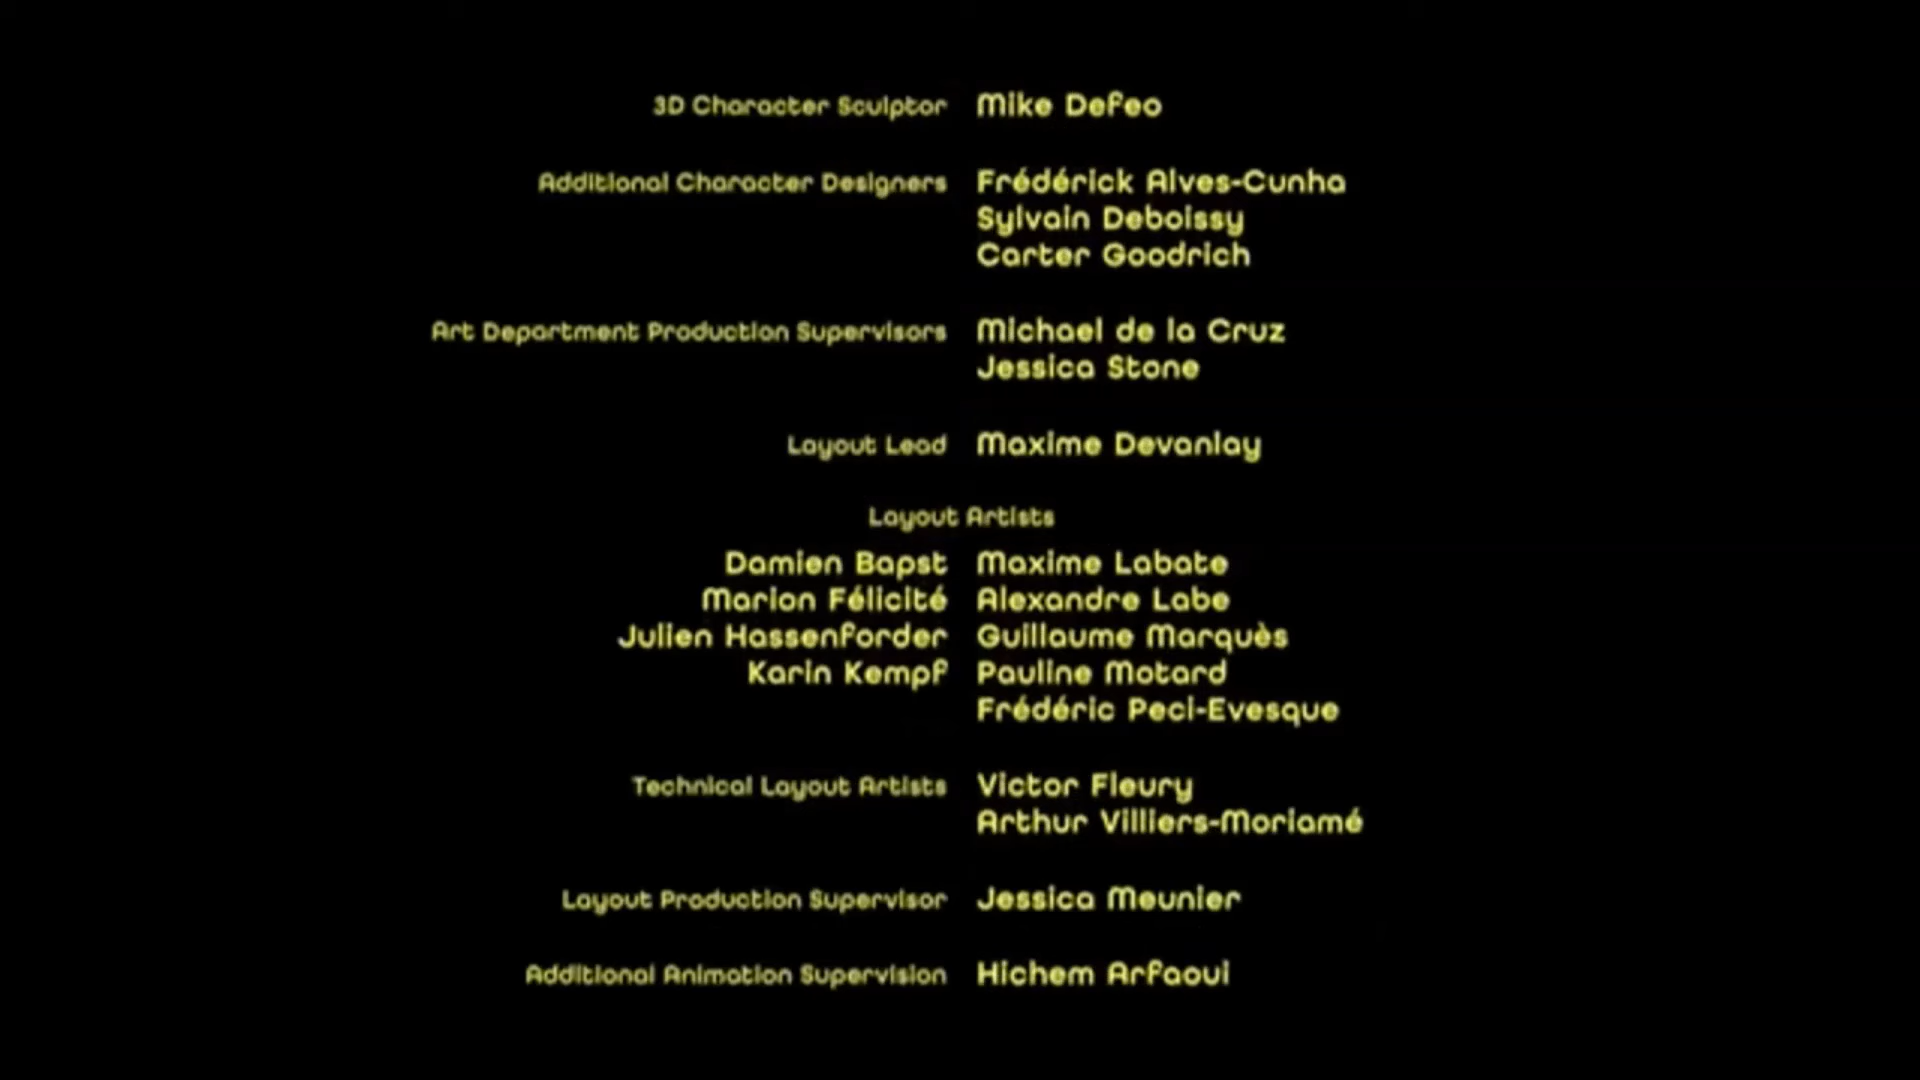 3D Character Sculptor Mike Defeo
Additional Character Designers Frédérick Alves-Cunha
Sylvain Deboissy
Carter Goodrich
Art Department Production Supervisors Michael de la Cruz
Jessica Stone
Layout Lead Maxime Devanlay
Layout Artists
Damien Bapst Maxime Labate
Marion Félicité Alexandre Labe
Julien Hassenforder Guillaume Marquès
Karin Kempf Pauline Motard
Frédéric Peci-Evesque
Technical Layout Artists Victor Fleury
Arthur Villiers-Moriamé
Layout Production Supervisor Jessica Meunier
Additional Animation Supervision Hichem Arfaoui